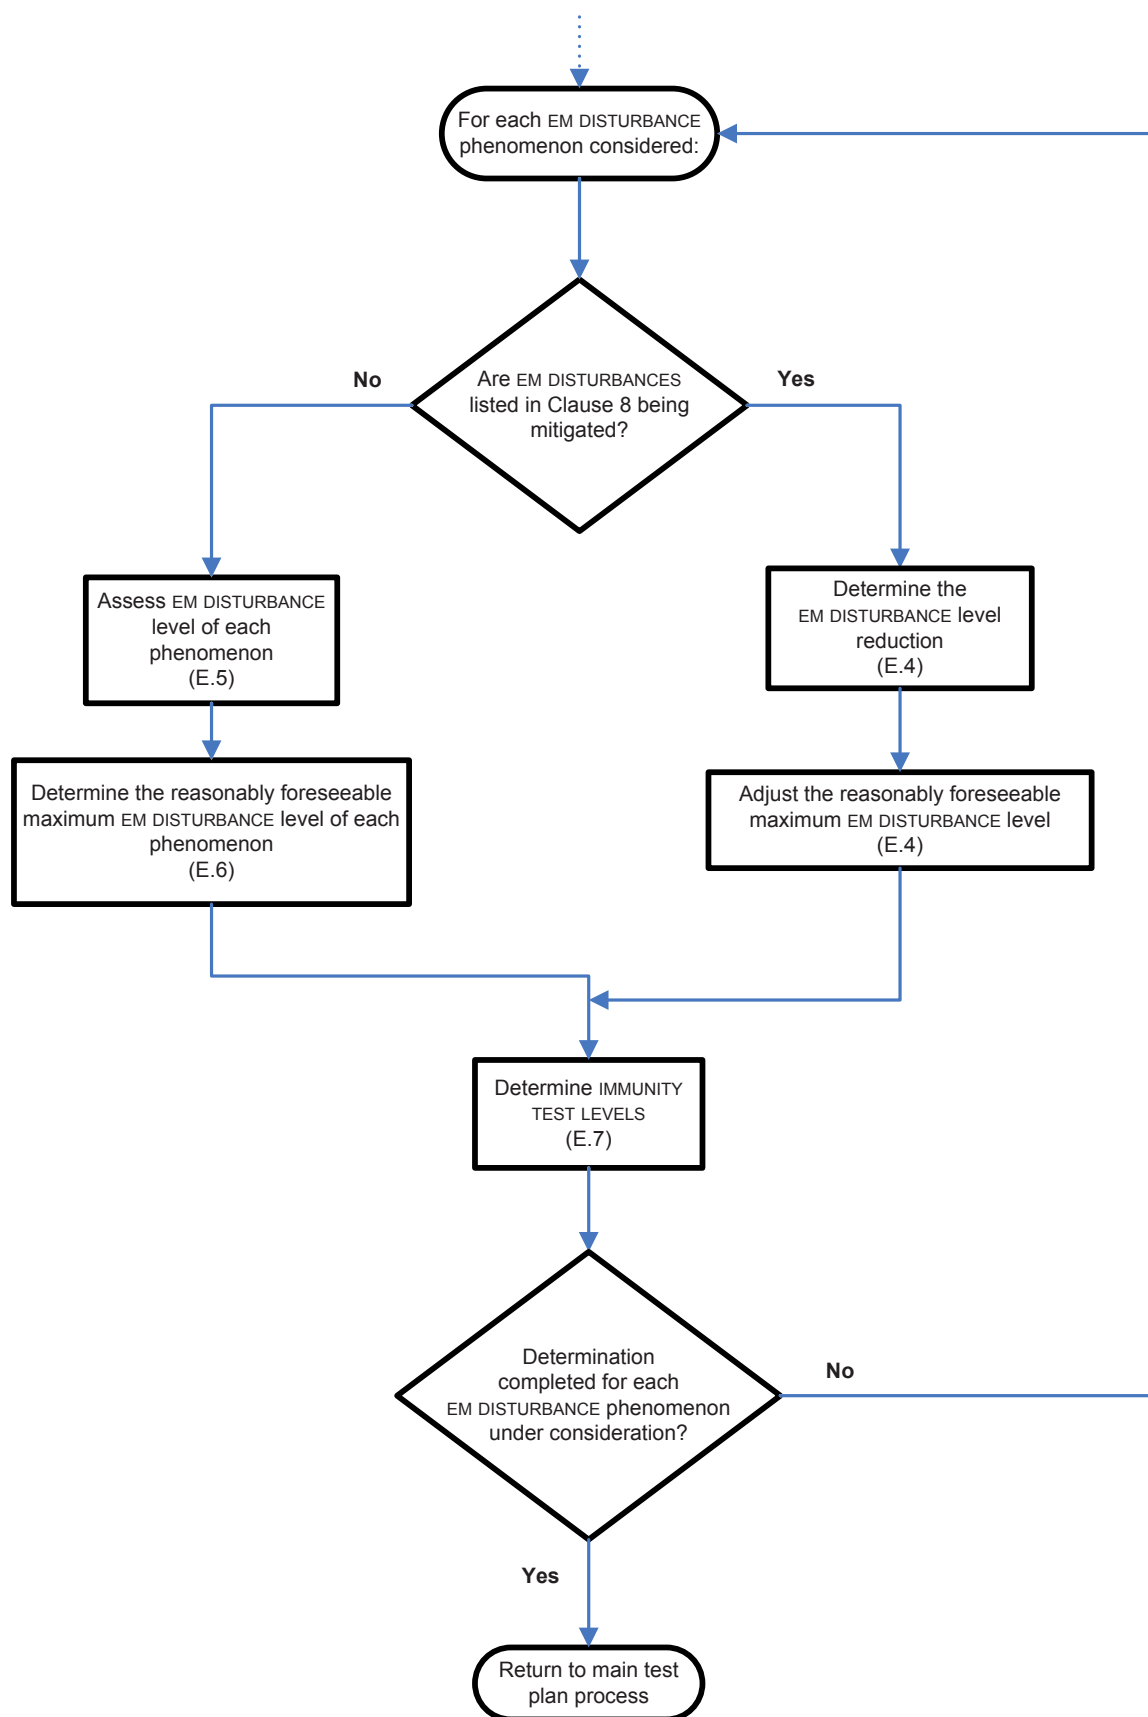 For each EM DISTURBANCE
phenomenon considered:
No
Are EM DISTURBANCES
listed in Clause 8 being
mitigated?
Yes
Assess EM DISTURBANCE
level of each
phenomenon
(E.5)
Determine the
EM DISTURBANCE level
reduction
(E.4)
Determine the reasonably foreseeable
maximum EM DISTURBANCE level of each
phenomenon
(E.6)
Adjust the reasonably foreseeable
maximum EM DISTURBANCE level
(E.4)
Determine IMMUNITY
TEST LEVELS
(E.7)
Determination
completed for each
EM DISTURBANCE phenomenon
under consideration?
No
Yes
Return to main test
plan process